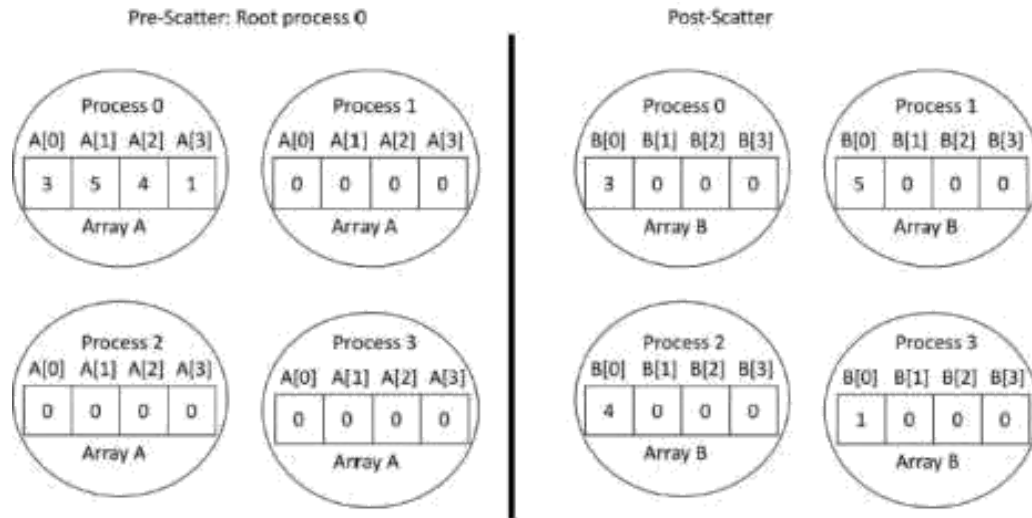 Pre-Scatter: Root process 0
Post-Scatter
Process 0
A[0] A[1] A[2] A[3]
3 5 4 1
Array A
Process 1
A[0] A[1] A[2] A[3]
0 0 0 0
Array A
Process 2
A[0] A[1] A[2] A[3]
0 0 0 0
Array A
Process 3
A[0] A[1] A[2] A[3]
0 0 0 0
Array A
Process 0
B[0] B[1] B[2] B[3]
3 0 0 0
Array B
Process 1
B[0] B[1] B[2] B[3]
5 0 0 0
Array B
Process 2
B[0] B[1] B[2] B[3]
4 0 0 0
Array B
Process 3
B[0] B[1] B[2] B[3]
1 0 0 0
Array B